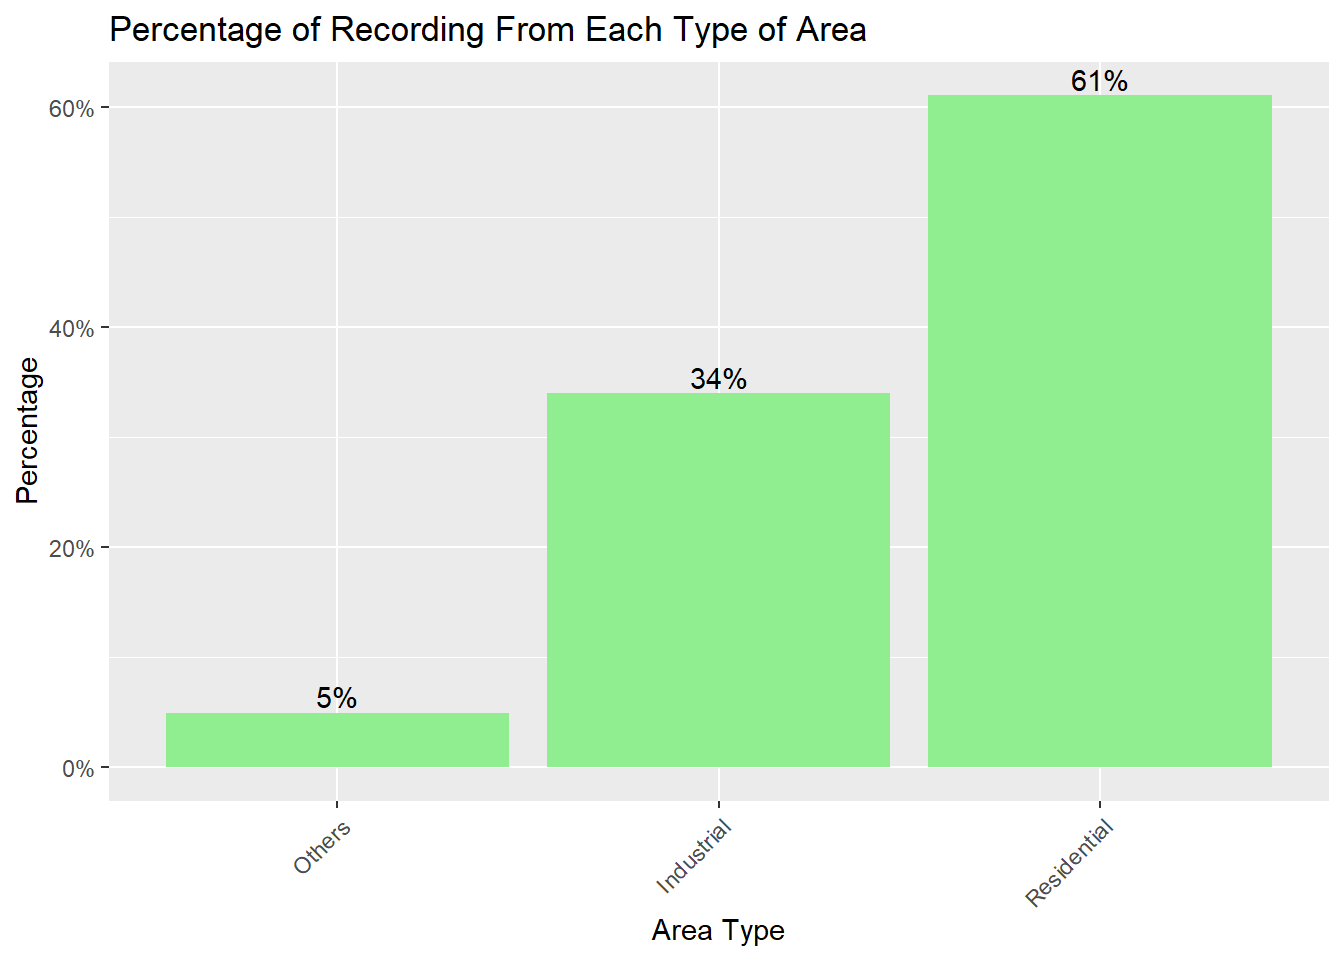 Percentage of Recording From Each Type of Area
61%
60%
40%
34%
Percentage
20%
5%
0%
Others
Industrial
Residential
Area Type